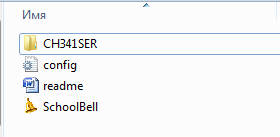 Имя
CH341SER
config
readme
SchoolBell